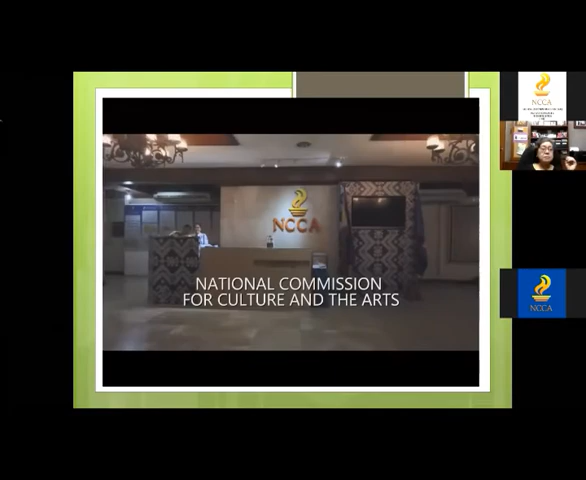 NCCA
NATIONAL COMMISSION
FOR CULTURE AND THE ARTS
NCCA
NCCA